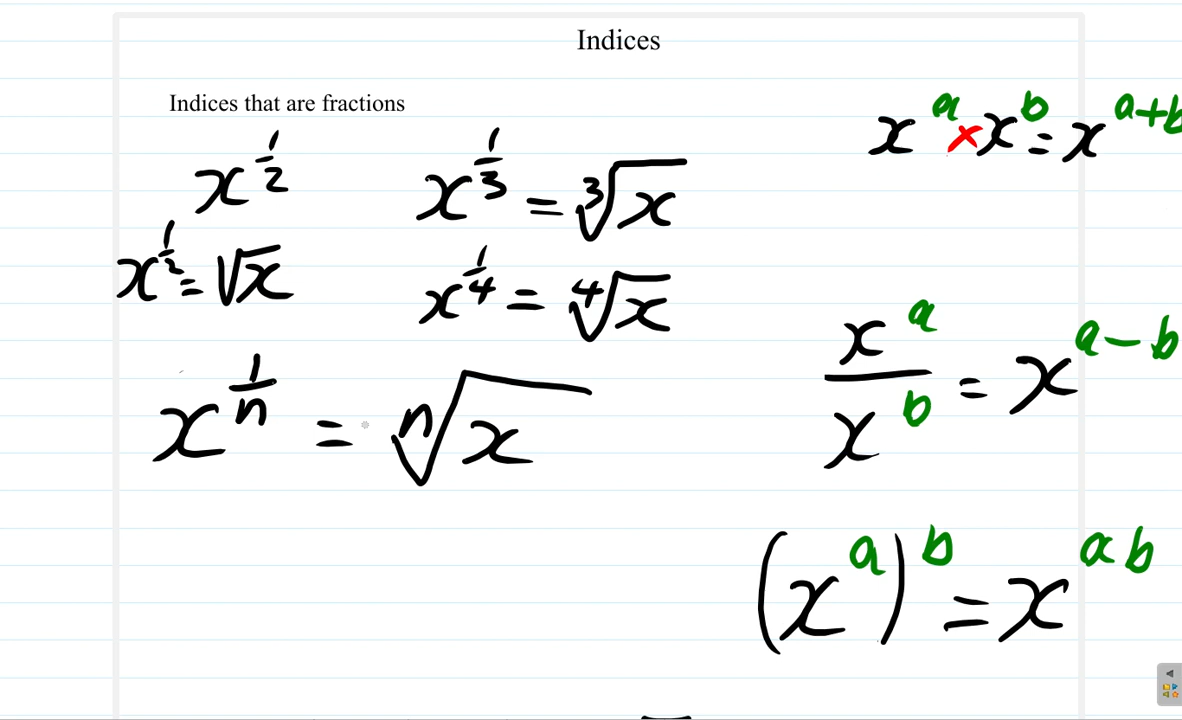 Indices
Indices that are fractions
x^(1/2)
x^(1/2) = √x
x^(1/3) = ∛x
x^(1/4) = ∜x
x^(1/n) = ⁿ√x
x^a × x^b = x^(a+b)
x^a / x^b = x^(a-b)
(x^a)^b = x^(ab)